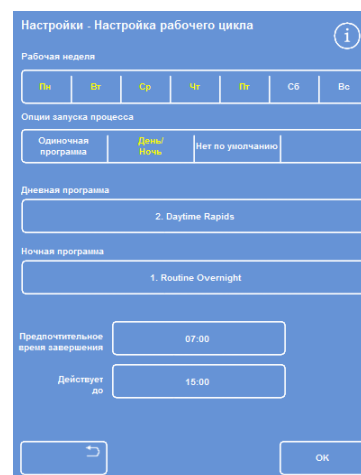 Настройки - Настройка рабочего цикла
i
Рабочая неделя
Пн Вт Ср Чт Пт Сб Вс
Опции запуска процесса
Одиночная программа День/ Ночь Нет по умолчанию
Дневная программа
2. Daytime Rapids
Ночная программа
1. Routine Overnight
Предпочтительное
время завершения
07:00
Действует
до
15:00
OK